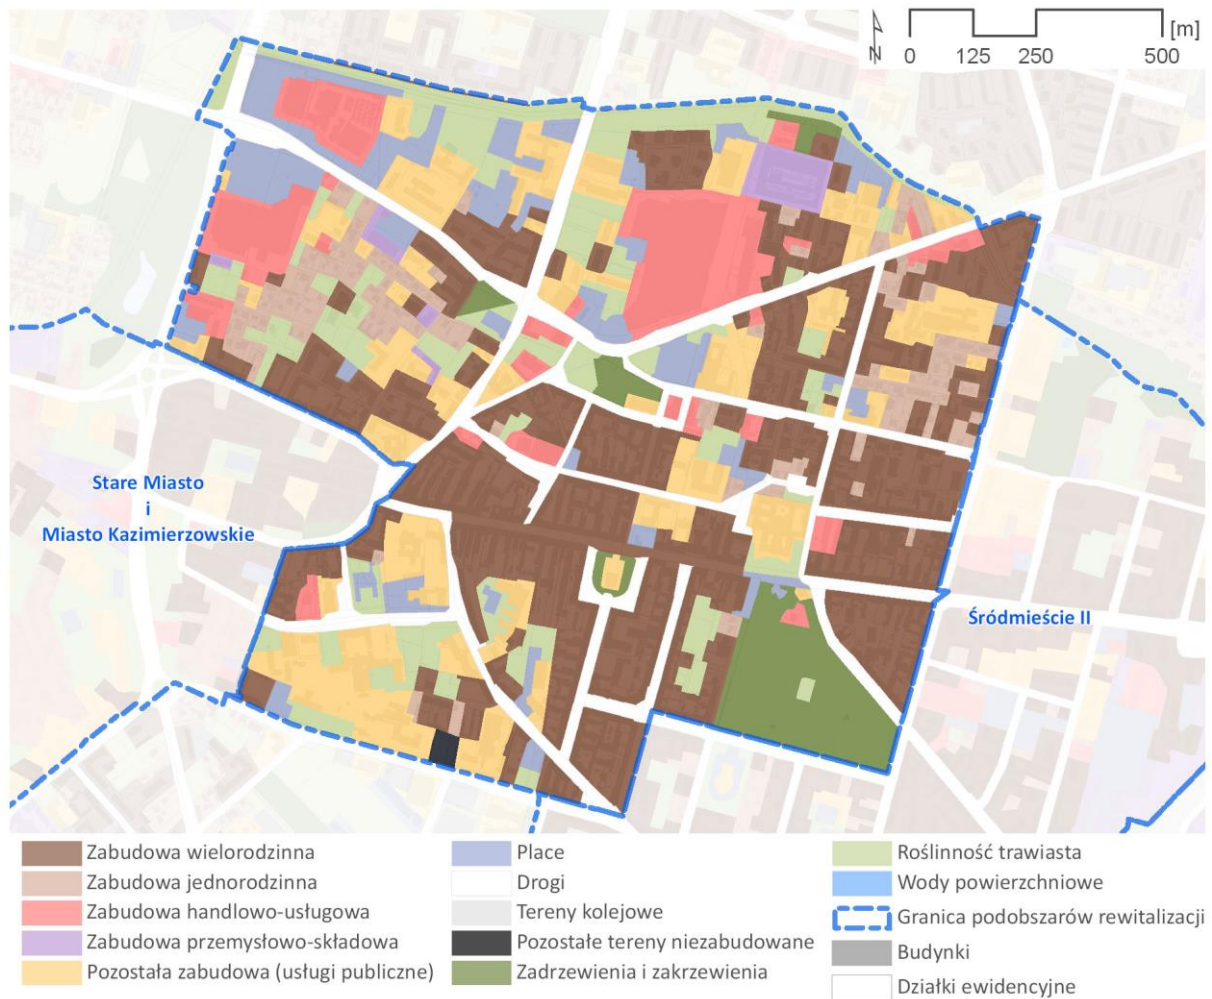 [m]
N
0 125 250 500
Stare Miasto
i
Miasto Kazimierzowskie
Śródmieście II
Zabudowa wielorodzinna
Zabudowa jednorodzinna
Zabudowa handlowo-usługowa
Zabudowa przemysłowo-składowa
Pozostała zabudowa (usługi publiczne)
Place
Drogi
Tereny kolejowe
Pozostałe tereny niezabudowane
Zadrzewienia i zakrzewienia
Roślinność trawiasta
Wody powierzchniowe
Granica podobszarów rewitalizacji
Budynki
Działki ewidencyjne